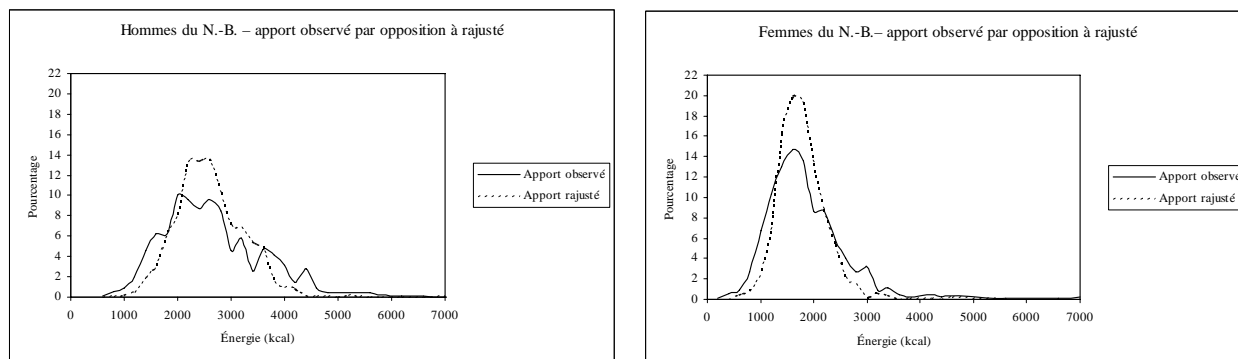 Hommes du N.-B. – apport observé par opposition à rajusté
22
20
18
16
14
12
10
8
6
4
2
0
Pourcentage
0 1000 2000 3000 4000 5000 6000 7000
Énergie (kcal)
Apport observé
Apport rajusté
Femmes du N.-B.– apport observé par opposition à rajusté
22
20
18
16
14
12
10
8
6
4
2
0
Pourcentage
0 1000 2000 3000 4000 5000 6000 7000
Énergie (kcal)
Apport observé
Apport rajusté